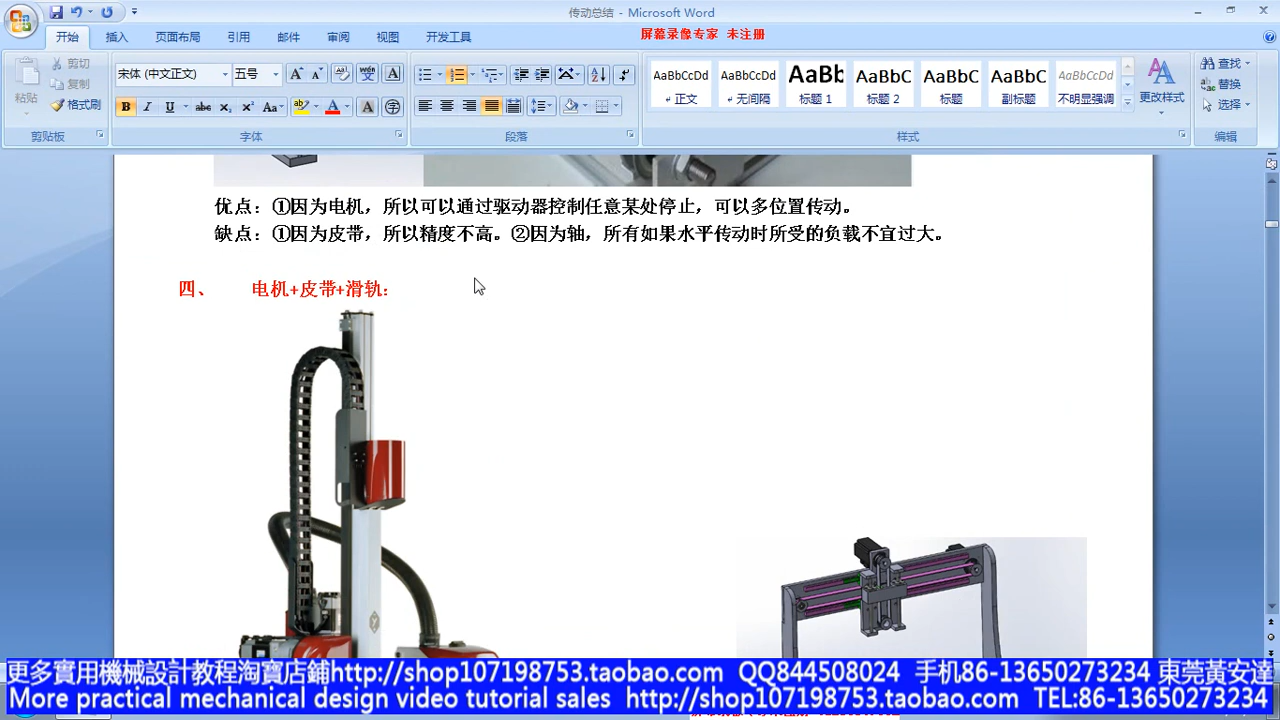 传动总结 - Microsoft Word
屏幕录像专家 未注册
开始 插入 页面布局 引用 邮件 审阅 视图 开发工具
粘贴
剪切
复制
格式刷
剪贴板
宋体 (中文正文) 五号
字体
段落
AaBbCcDd AaBbCcDd AaBb AaBbC AaBbC AaBbC AaBbCcDd
正文 无间隔 标题 1 标题 2 标题 副标题 不明显强调
更改样式
样式
查找
替换
选择
编辑
优点：①因为电机，所以可以通过驱动器控制任意某处停止，可以多位置传动。
缺点：①因为皮带，所以精度不高。②因为轴，所有如果水平传动时所受的负载不宜过大。
四、 电机+皮带+滑轨：
更多實用機械設計教程淘寶店鋪http://shop107198753.taobao.com QQ844508024 手机86-13650273234 東莞黃安達
More practical mechanical design video tutorial sales http://shop107198753.taobao.com TEL:86-13650273234